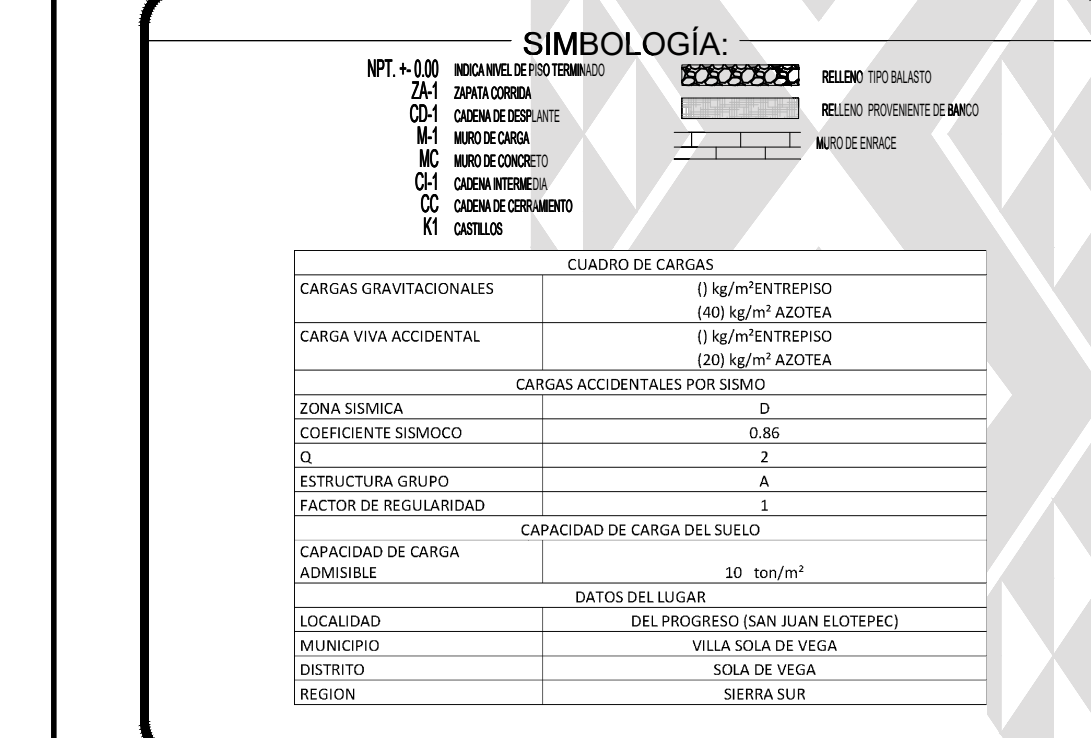 SIMBOLOGÍA:
NPT. +- 0.00 INDICA NIVEL DE PISO TERMINADO
ZA-1 ZAPATA CORRIDA
CD-1 CADENA DE DESPLANTE
M-1 MURO DE CARGA
MC MURO DE CONCRETO
CI-1 CADENA INTERMEDIA
CC CADENA DE CERRAMIENTO
K1 CASTILLOS
RELLENO TIPO BALASTO
RELLENO PROVENIENTE DE BANCO
MURO DE ENRACE
CUADRO DE CARGAS
CARGAS GRAVITACIONALES () kg/m²ENTREPISO
(40) kg/m² AZOTEA
CARGA VIVA ACCIDENTAL () kg/m²ENTREPISO
(20) kg/m² AZOTEA
CARGAS ACCIDENTALES POR SISMO
ZONA SISMICA D
COEFICIENTE SISMOCO 0.86
Q 2
ESTRUCTURA GRUPO A
FACTOR DE REGULARIDAD 1
CAPACIDAD DE CARGA DEL SUELO
CAPACIDAD DE CARGA
ADMISIBLE 10 ton/m²
DATOS DEL LUGAR
LOCALIDAD DEL PROGRESO (SAN JUAN ELOTEPEC)
MUNICIPIO VILLA SOLA DE VEGA
DISTRITO SOLA DE VEGA
REGION SIERRA SUR